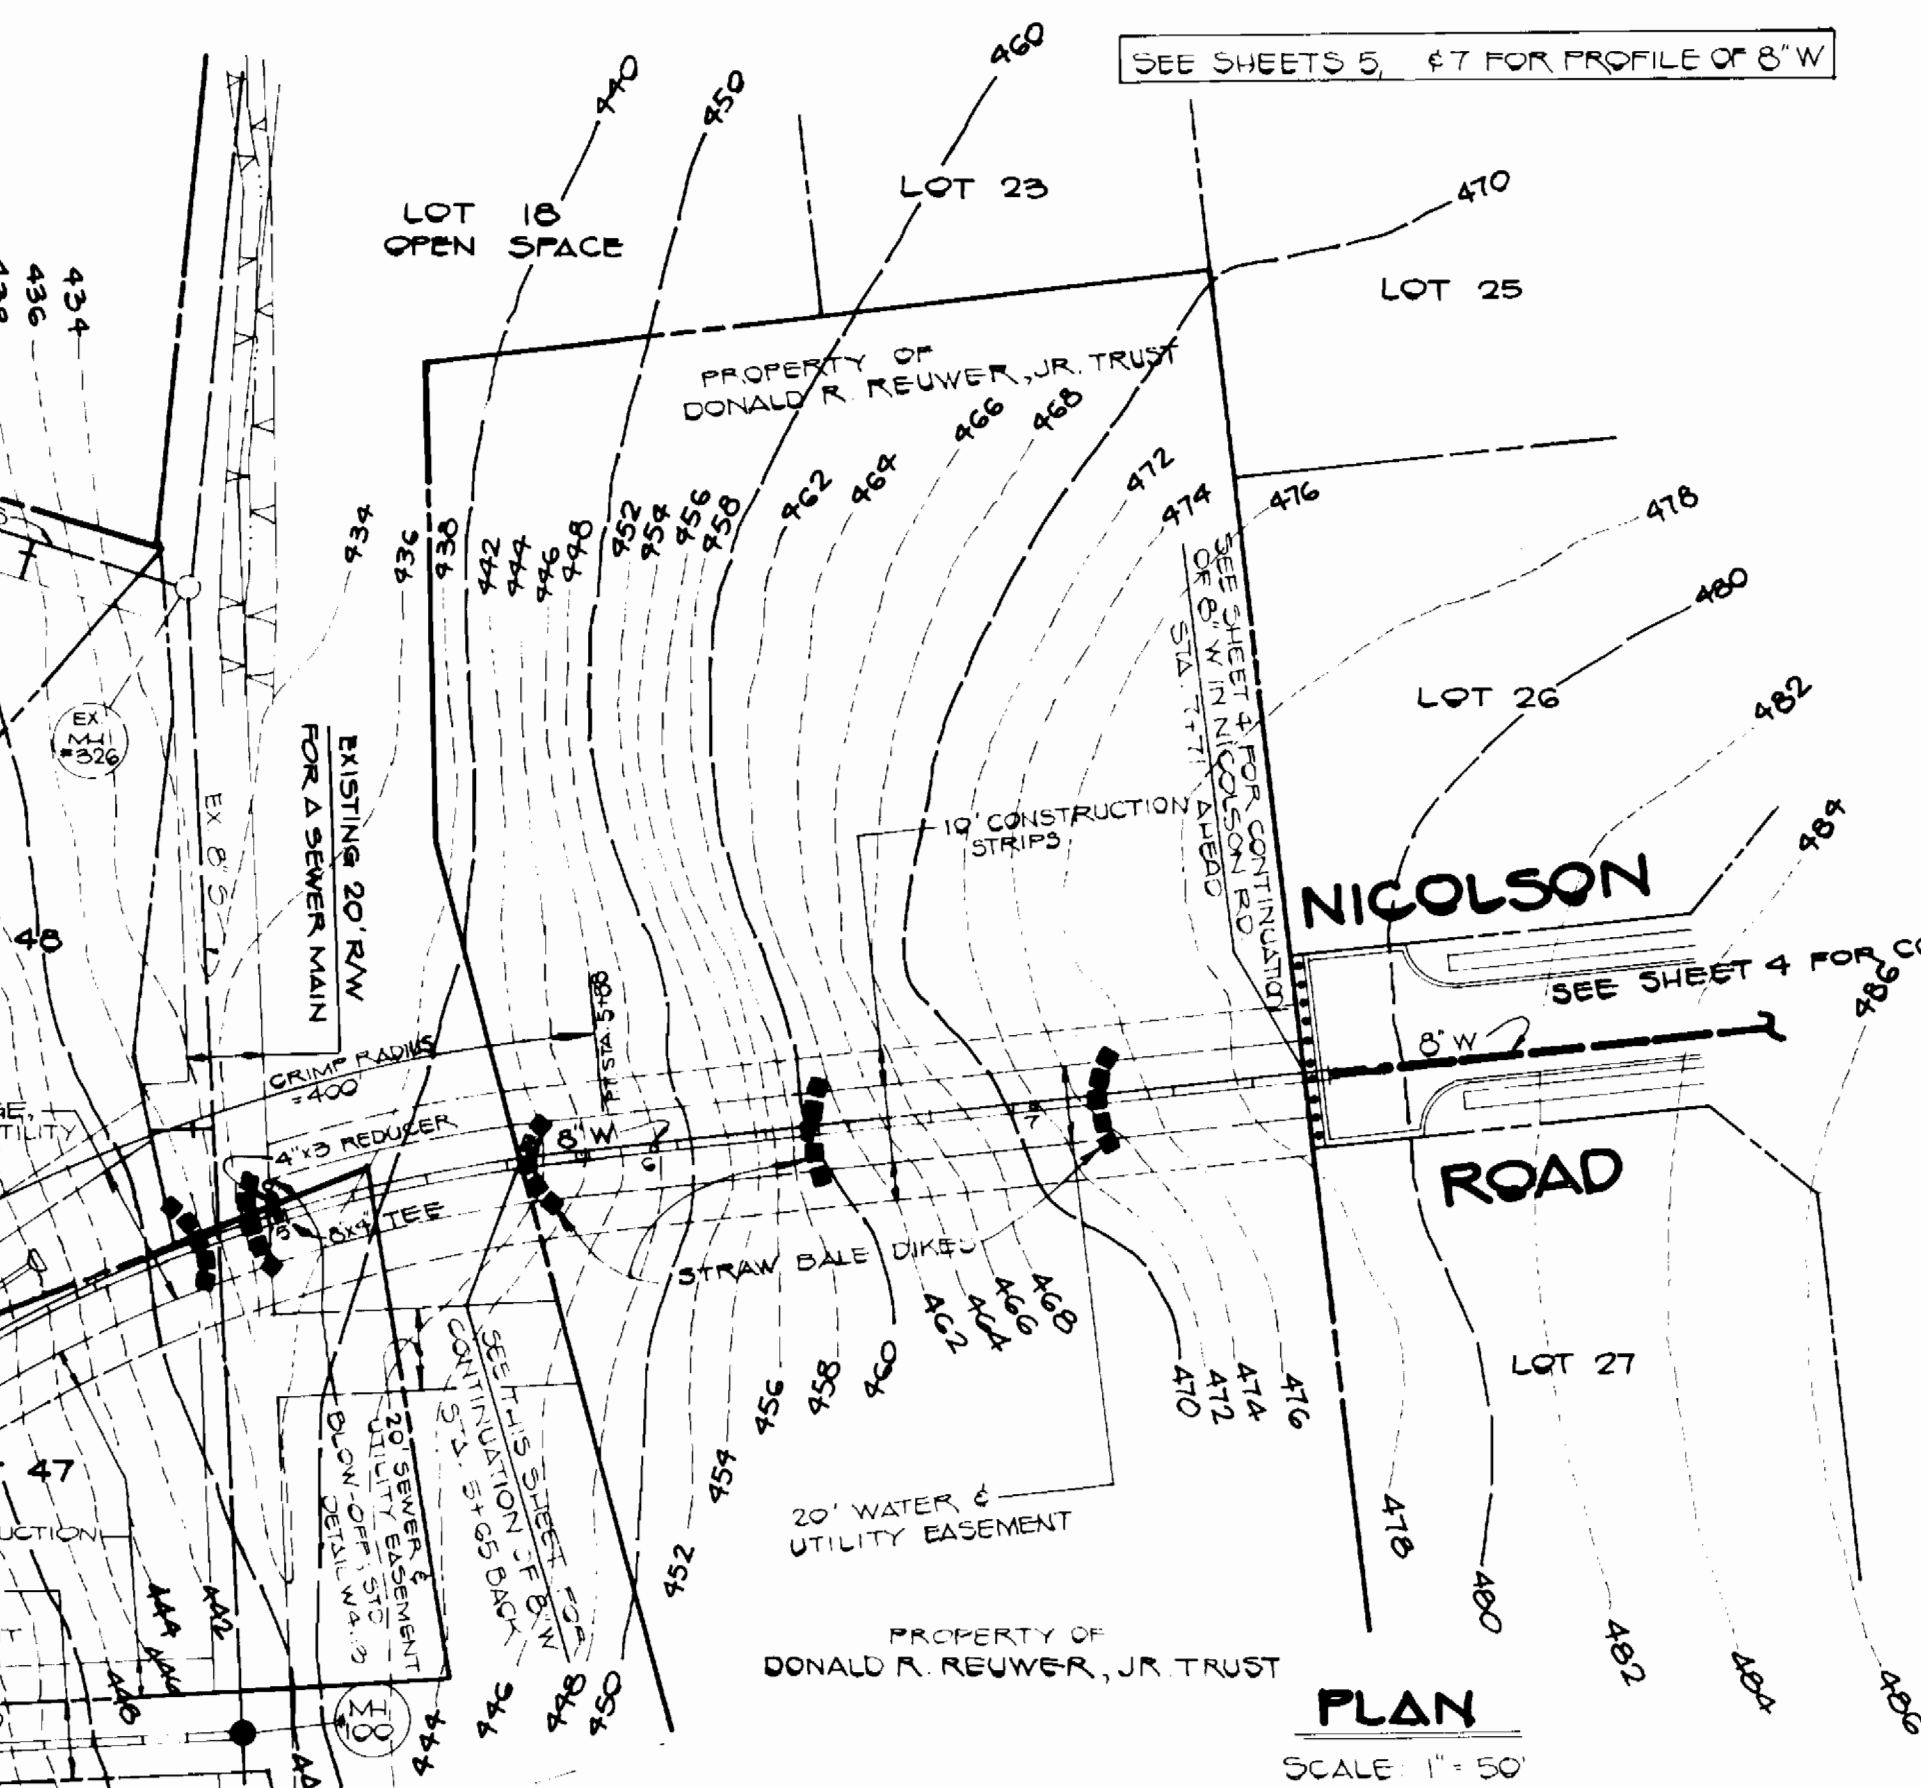 SEE SHEETS 5, &7 FOR PROFILE OF 8"W
440
450
460
LOT 23
470
LOT 18
OPEN SPACE
LOT 25
436
434
PROPERTY OF
DONALD R. REUWER, JR. TRUST
466
468
472
474
476
478
462
464
434
436
438
442
444
446
448
452
454
456
458
480
SEE SHEET 4 FOR CONTINUATION
OF 8" W IN NICOLSON RD
STA 7+71 AHEAD
LOT 26
482
EX
MH
#326
EXISTING 20' R/W
FOR A SEWER MAIN
EX 8" S
10' CONSTRUCTION
STRIPS
484
NICOLSON
48
SEE SHEET 4 FOR CO
486
PT STA. 5+88
8" W
CRIMP RADIUS
=400'
TILITY
4"x3 REDUCER
8" W
6
7
ROAD
5
8x4 TEE
STRAW BALE DIKES
462
464
466
468
456
458
460
470
472
474
476
LOT 27
SEE THIS SHEET FOR
CONTINUATION OF 8" W
STA. 5+65 BACK
20' SEWER &
UTILITY EASEMENT
BLOW-OFF STD
DETAIL W4.3
47
454
20' WATER &
UTILITY EASEMENT
UCTION
452
478
480
444
442
446
448
482
484
486
PROPERTY OF
DONALD R. REUWER, JR. TRUST
MH
8
444
446
448
450
PLAN
SCALE: 1" = 50'